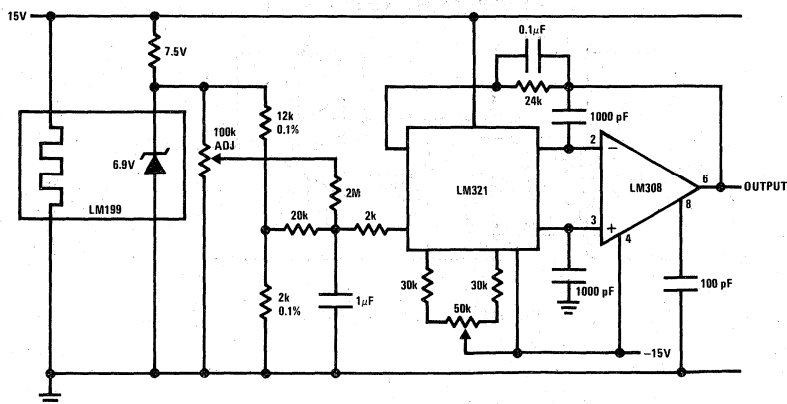 15V
7.5V
6.9V
LM199
100k
ADJ
12k
0.1%
2M
20k
2k
2k
0.1%
1μF
0.1μF
24k
1000 pF
LM321
2
−
LM308
6
OUTPUT
8
3
+
4
30k
30k
50k
1000 pF
100 pF
−15V